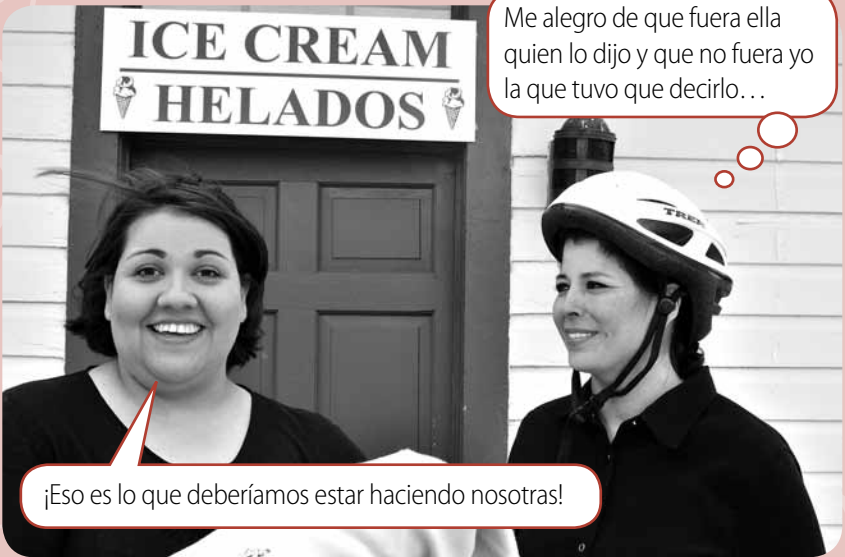 ICE CREAM
HELADOS
Me alegro de que fuera ella
quien lo dijo y que no fuera yo
la que tuvo que decirlo…
TREK
¡Eso es lo que deberíamos estar haciendo nosotras!